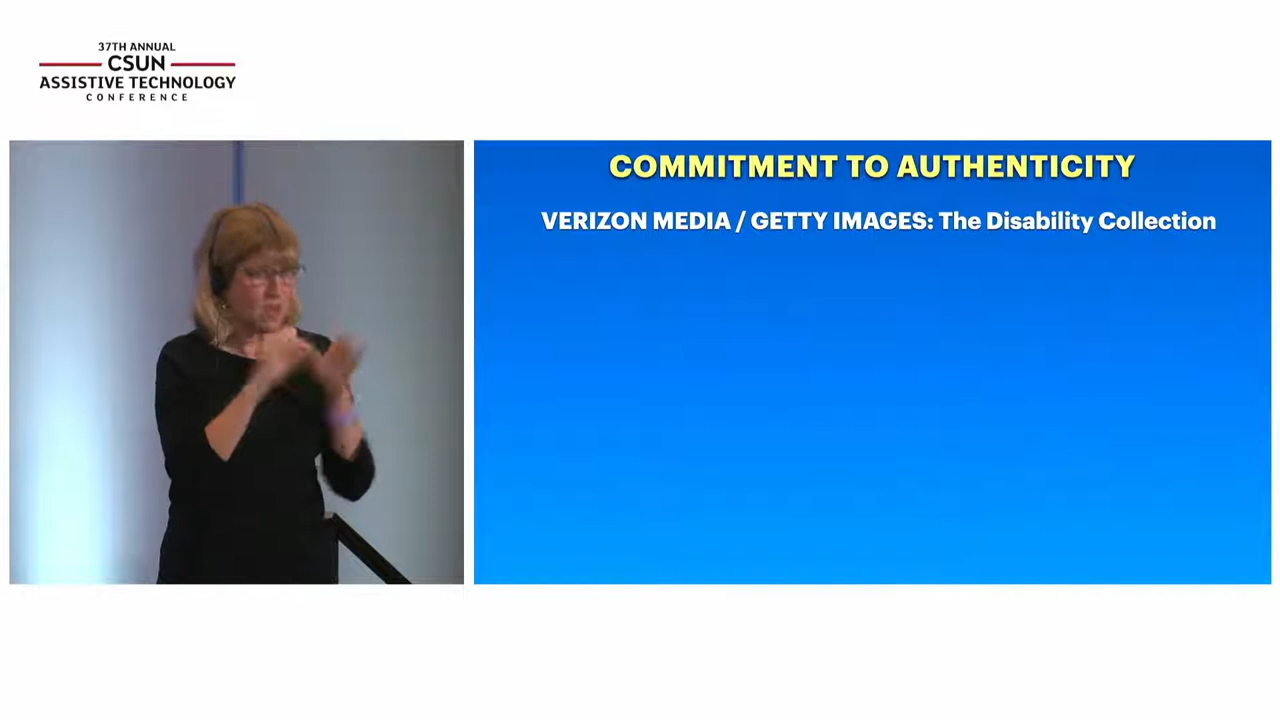 37TH ANNUAL
CSUN
ASSISTIVE TECHNOLOGY
CONFERENCE
COMMITMENT TO AUTHENTICITY
VERIZON MEDIA / GETTY IMAGES: The Disability Collection